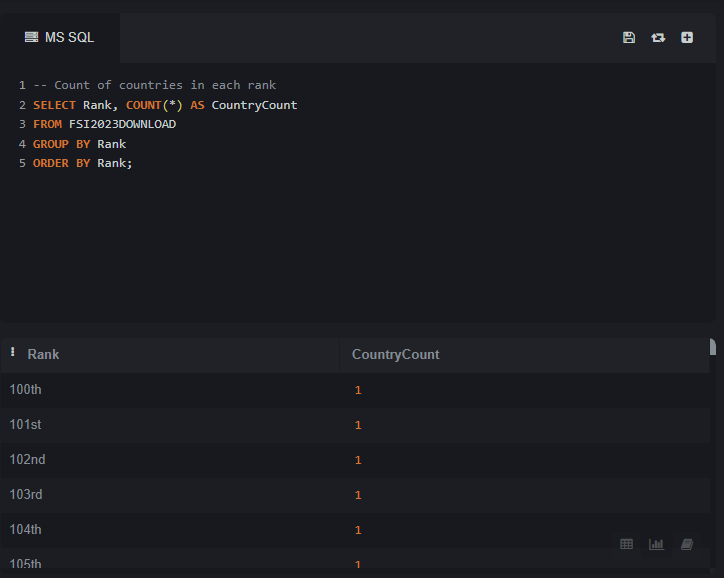 MS SQL
1 -- Count of countries in each rank
2 SELECT Rank, COUNT(*) AS CountryCount
3 FROM FSI2023DOWNLOAD
4 GROUP BY Rank
5 ORDER BY Rank;
Rank CountryCount
100th 1
101st 1
102nd 1
103rd 1
104th 1
105th 1